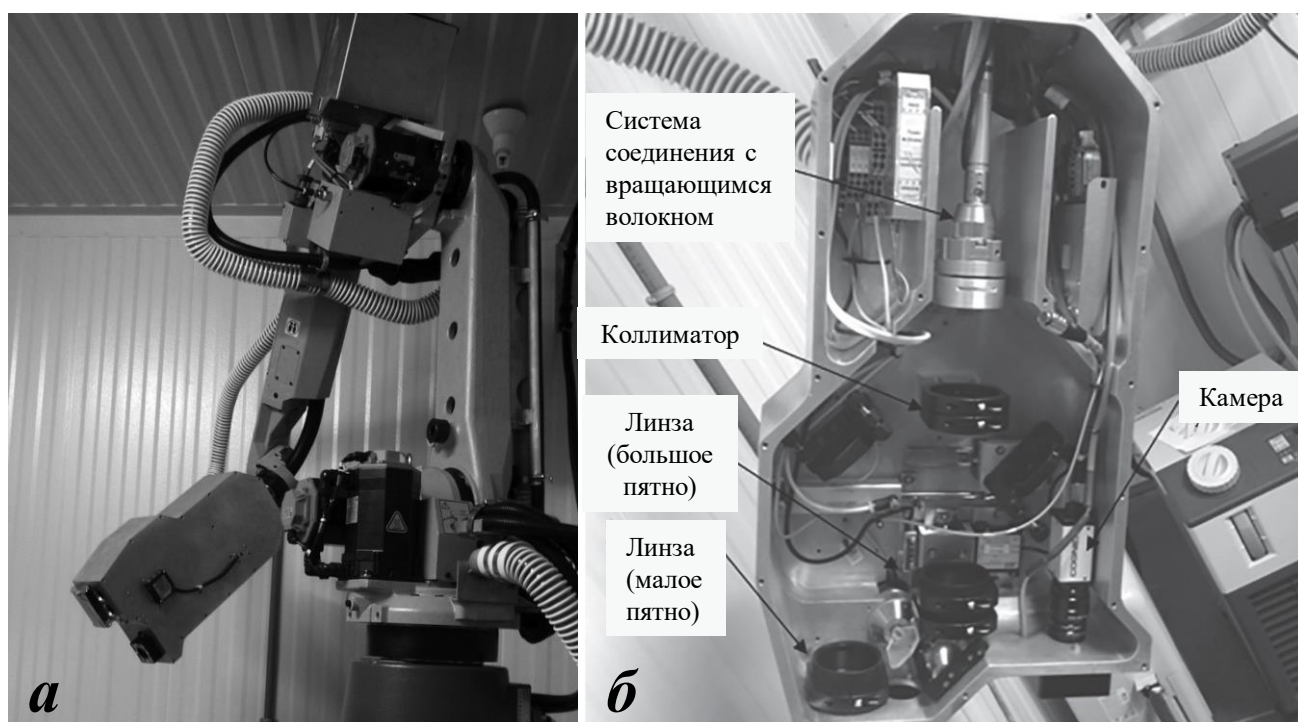 Система
соединения с
вращающимся
волокном
Коллиматор
Линза
(большое
пятно)
Камера
Линза
(малое
пятно)
а
б